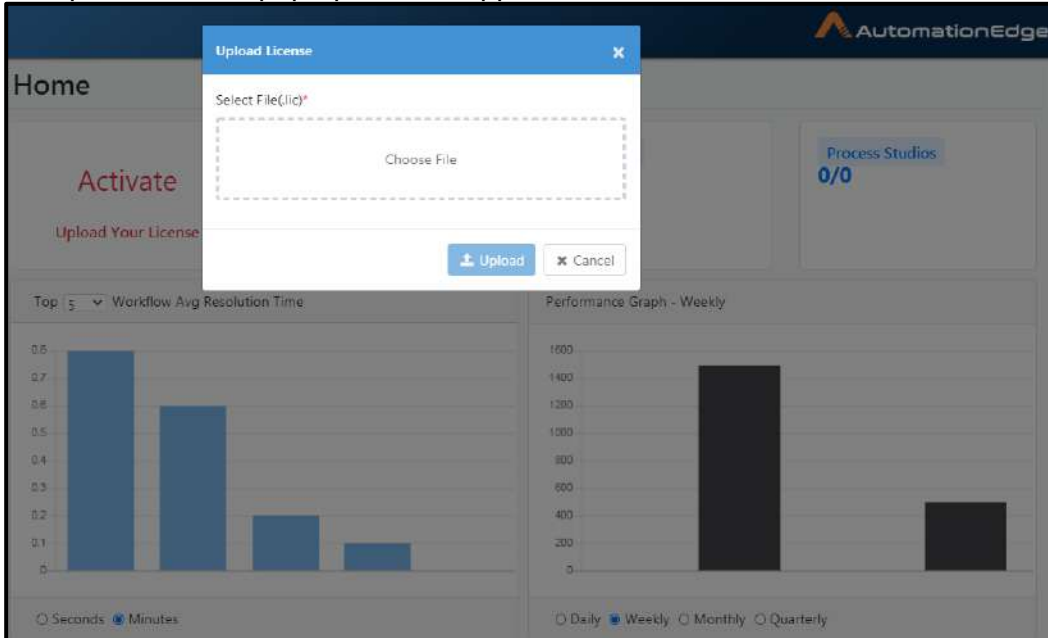 AutomationEdge
Upload License
Home
Select File(.lic)*
Choose File
Activate
Upload Your License
Process Studios
0/0
Upload
Cancel
Top 5 Workflow Avg Resolution Time
0.8
0.7
0.6
0.5
0.4
0.3
0.2
0.1
0
Seconds Minutes
Performance Graph - Weekly
1600
1400
1200
1000
800
600
400
200
0
Daily Weekly Monthly Quarterly